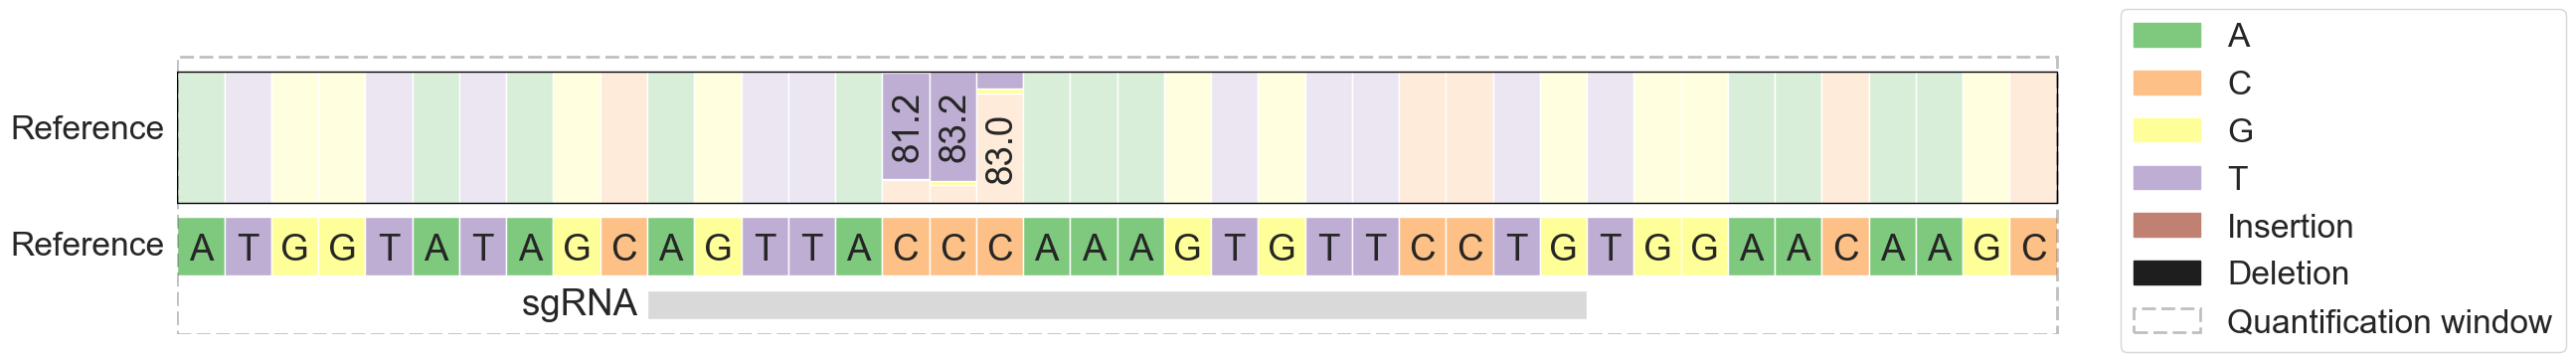 81.2 83.2 83.0
Reference
Reference A T G G T A T A G C A G T T A C C C A A A G T G T T C C T G T G G A A C A A G C
sgRNA
A
C
G
T
Insertion
Deletion
Quantification window